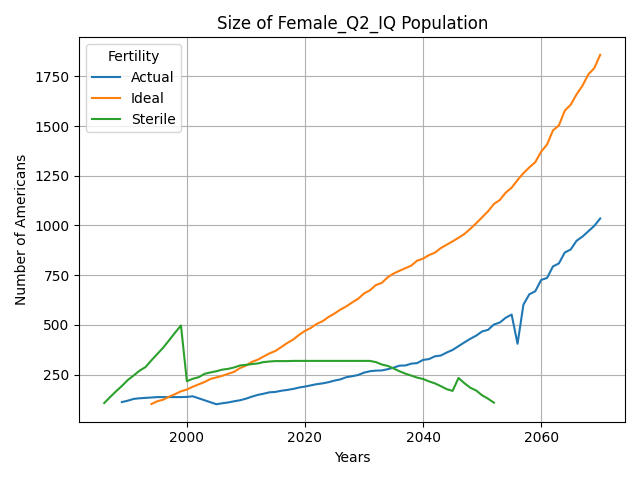 Size of Female_Q2_IQ Population
Fertility
Actual
Ideal
Sterile
Number of Americans
1750
1500
1250
1000
750
500
250
2000
2020
2040
2060
Years